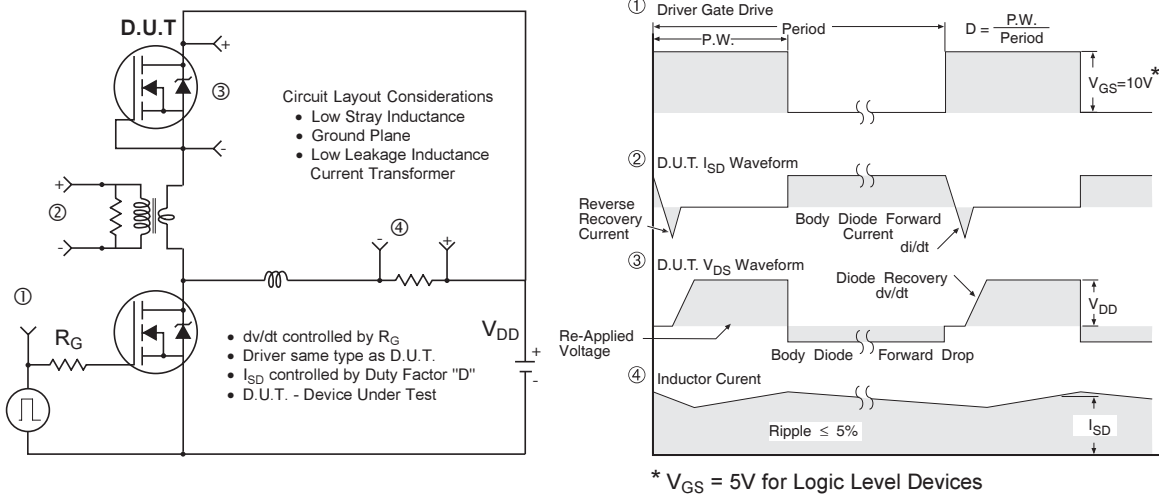 D.U.T
+
③
-
Circuit Layout Considerations
• Low Stray Inductance
• Ground Plane
• Low Leakage Inductance
Current Transformer
+
②
-
④
-
+
①
R_G
V_DD
+
-
• dv/dt controlled by R_G
• Driver same type as D.U.T.
• I_SD controlled by Duty Factor "D"
• D.U.T. - Device Under Test
① Driver Gate Drive
P.W.
Period
D = P.W.
Period
V_GS=10V*
② D.U.T. I_SD Waveform
Reverse
Recovery
Current
Body Diode Forward
Current
di/dt
③ D.U.T. V_DS Waveform
Diode Recovery
dv/dt
V_DD
Re-Applied
Voltage
Body Diode Forward Drop
④ Inductor Curent
Ripple ≤ 5%
I_SD
* V_GS = 5V for Logic Level Devices